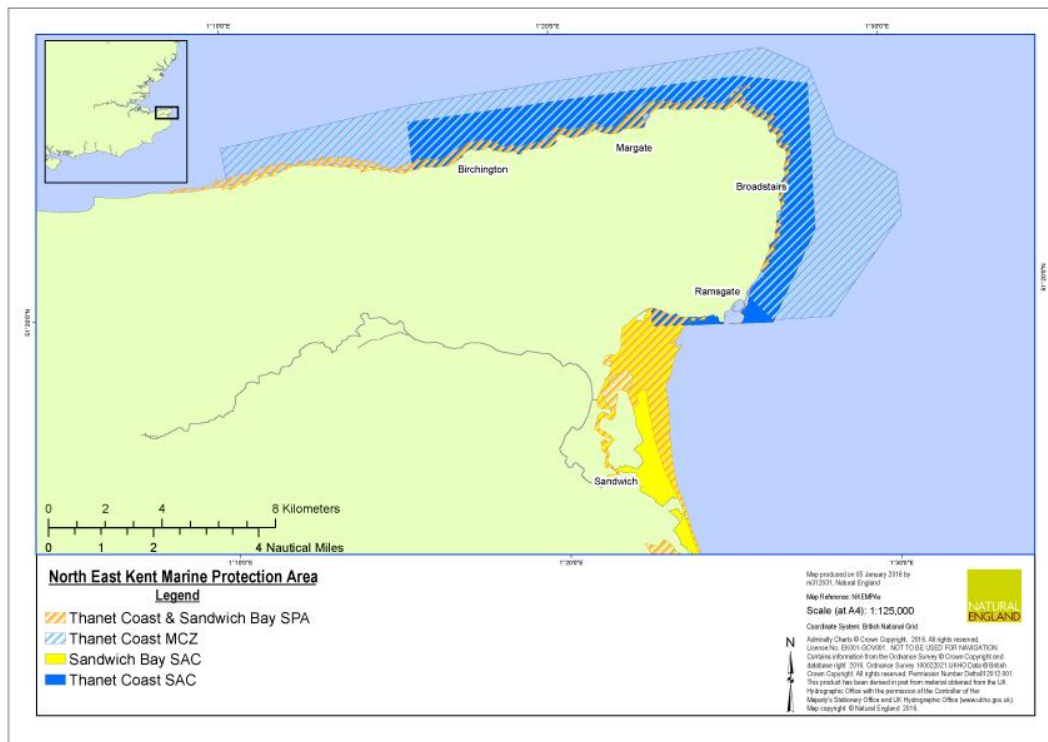 1°10'0"E 1°20'0"E 1°30'0"E
Birchington
Margate
Broadstairs
Ramsgate
51°20'0"N
51°20'0"N
Sandwich
0 2 4 8 Kilometers
0 1 2 4 Nautical Miles
1°10'0"E 1°20'0"E 1°30'0"E
North East Kent Marine Protection Area
Legend
Thanet Coast & Sandwich Bay SPA
Thanet Coast MCZ
Sandwich Bay SAC
Thanet Coast SAC
Map produced on 05 January 2016 by
m312931, Natural England
Map Reference: NKEMPAs
Scale (at A4): 1:125,000
Coordinate System: British National Grid
N
Admiralty Charts © Crown Copyright. 2016. All rights reserved.
License No. EK001-GOV001. NOT TO BE USED FOR NAVIGATION.
Contains information from the Ordnance Survey © Crown Copyright and
database right 2016. Ordnance Survey 100022021. UKHO Data © British
Crown Copyright. All rights reserved. Permission Number Defra012012.001.
This product has been derived in part from material obtained from the UK
Hydrographic Office with the permission of the Controller of Her
Majesty's Stationery Office and UK Hydrographic Office (www.ukho.gov.uk).
Map copyright © Natural England 2016.
NATURAL
ENGLAND